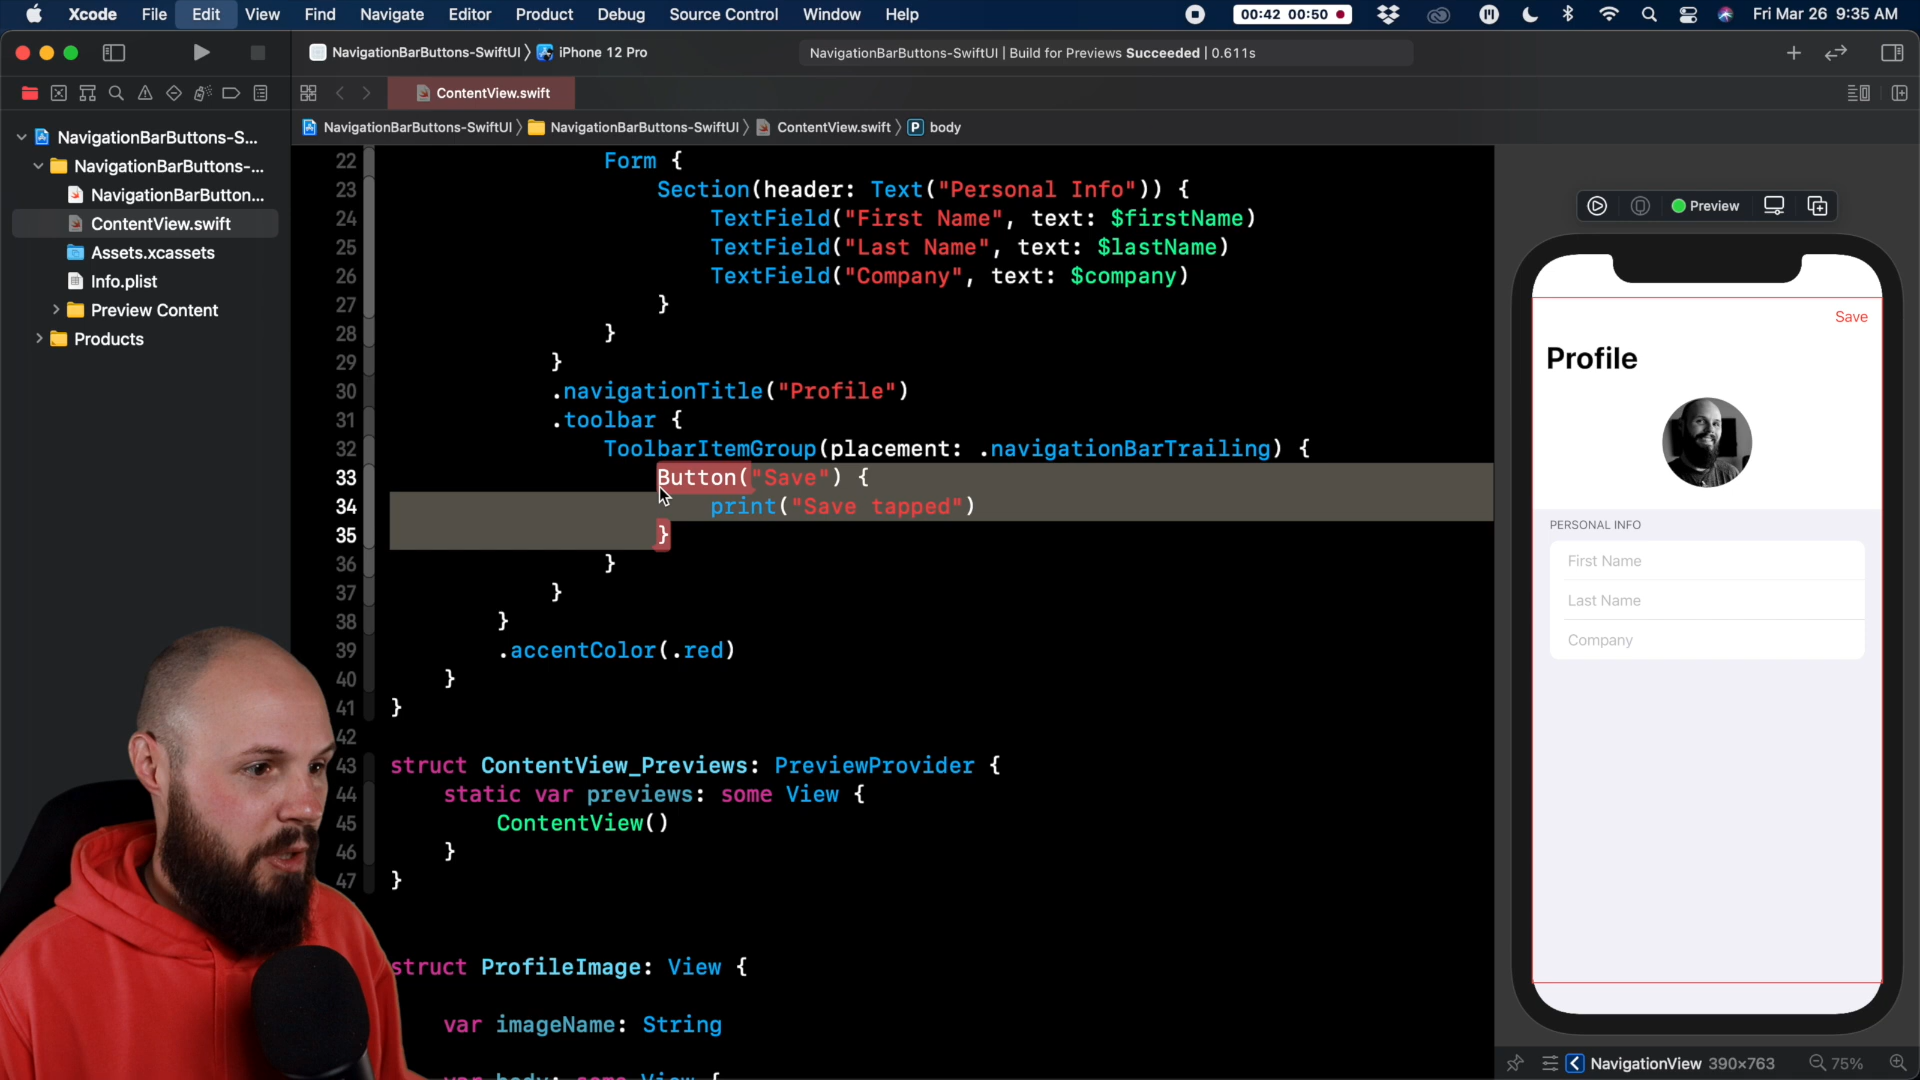 Xcode File Edit View Find Navigate Editor Product Debug Source Control Window Help 00:42 00:50 Fri Mar 26 9:35 AM
NavigationBarButtons-SwiftUI iPhone 12 Pro
NavigationBarButtons-SwiftUI | Build for Previews Succeeded | 0.611s
ContentView.swift
NavigationBarButtons-SwiftUI NavigationBarButtons-SwiftUI ContentView.swift P body
NavigationBarButtons-S...
NavigationBarButtons-...
NavigationBarButton...
ContentView.swift
Assets.xcassets
Info.plist
Preview Content
Products
22 Form {
23 Section(header: Text("Personal Info")) {
24 TextField("First Name", text: $firstName)
25 TextField("Last Name", text: $lastName)
26 TextField("Company", text: $company)
27 }
28 }
29 }
30 .navigationTitle("Profile")
31 .toolbar {
32 ToolbarItemGroup(placement: .navigationBarTrailing) {
33 Button("Save") {
34 print("Save tapped")
35 }
36 }
37 }
38 }
39 .accentColor(.red)
40 }
41 }
42
43 struct ContentView_Previews: PreviewProvider {
44 static var previews: some View {
45 ContentView()
46 }
47 }
struct ProfileImage: View {
var imageName: String
Preview
Save
Profile
PERSONAL INFO
First Name
Last Name
Company
NavigationView 390×763 75%